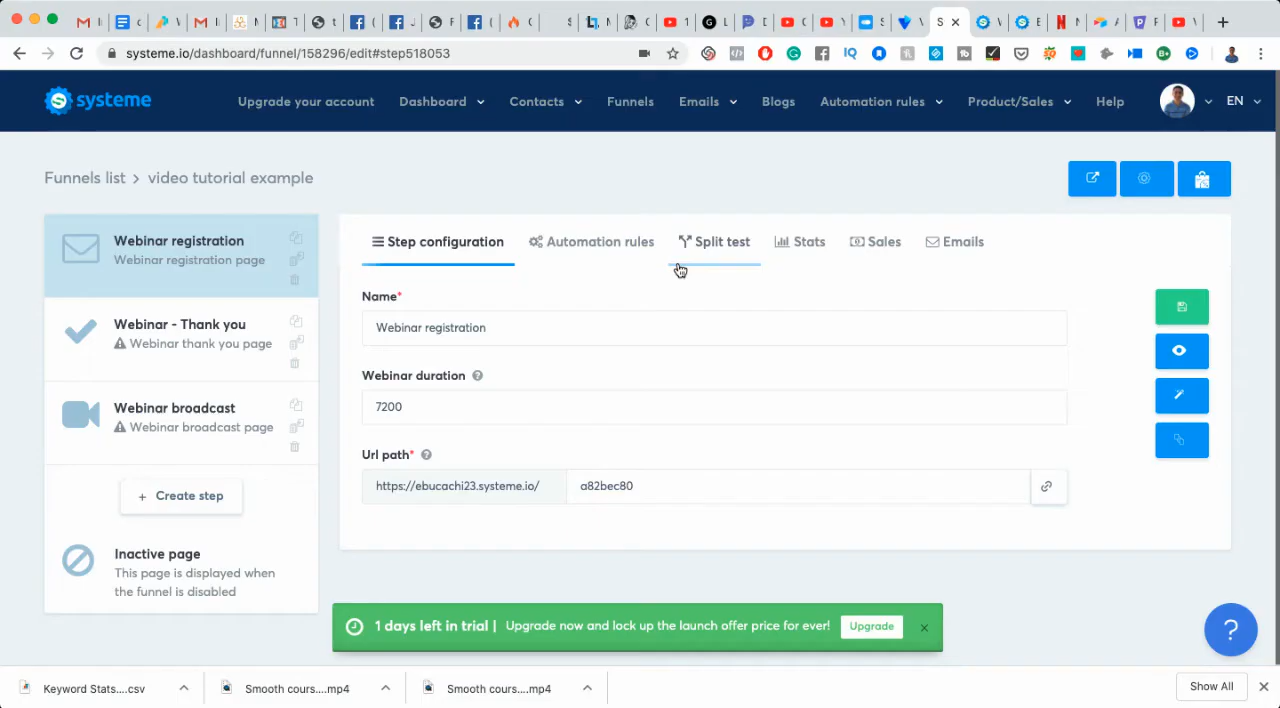 systeme.io/dashboard/funnel/158296/edit#step518053
systeme
Upgrade your account
Dashboard
Contacts
Funnels
Emails
Blogs
Automation rules
Product/Sales
Help
EN
Funnels list > video tutorial example
Webinar registration
Webinar registration page
Webinar - Thank you
Webinar thank you page
Webinar broadcast
Webinar broadcast page
+ Create step
Inactive page
This page is displayed when
the funnel is disabled
Step configuration
Automation rules
Split test
Stats
Sales
Emails
Name*
Webinar registration
Webinar duration ?
7200
Url path* ?
https://ebucachi23.systeme.io/ a82bec80
1 days left in trial | Upgrade now and lock up the launch offer price for ever! Upgrade ×
?
Keyword Stats....csv
Smooth cours....mp4
Smooth cours....mp4
Show All